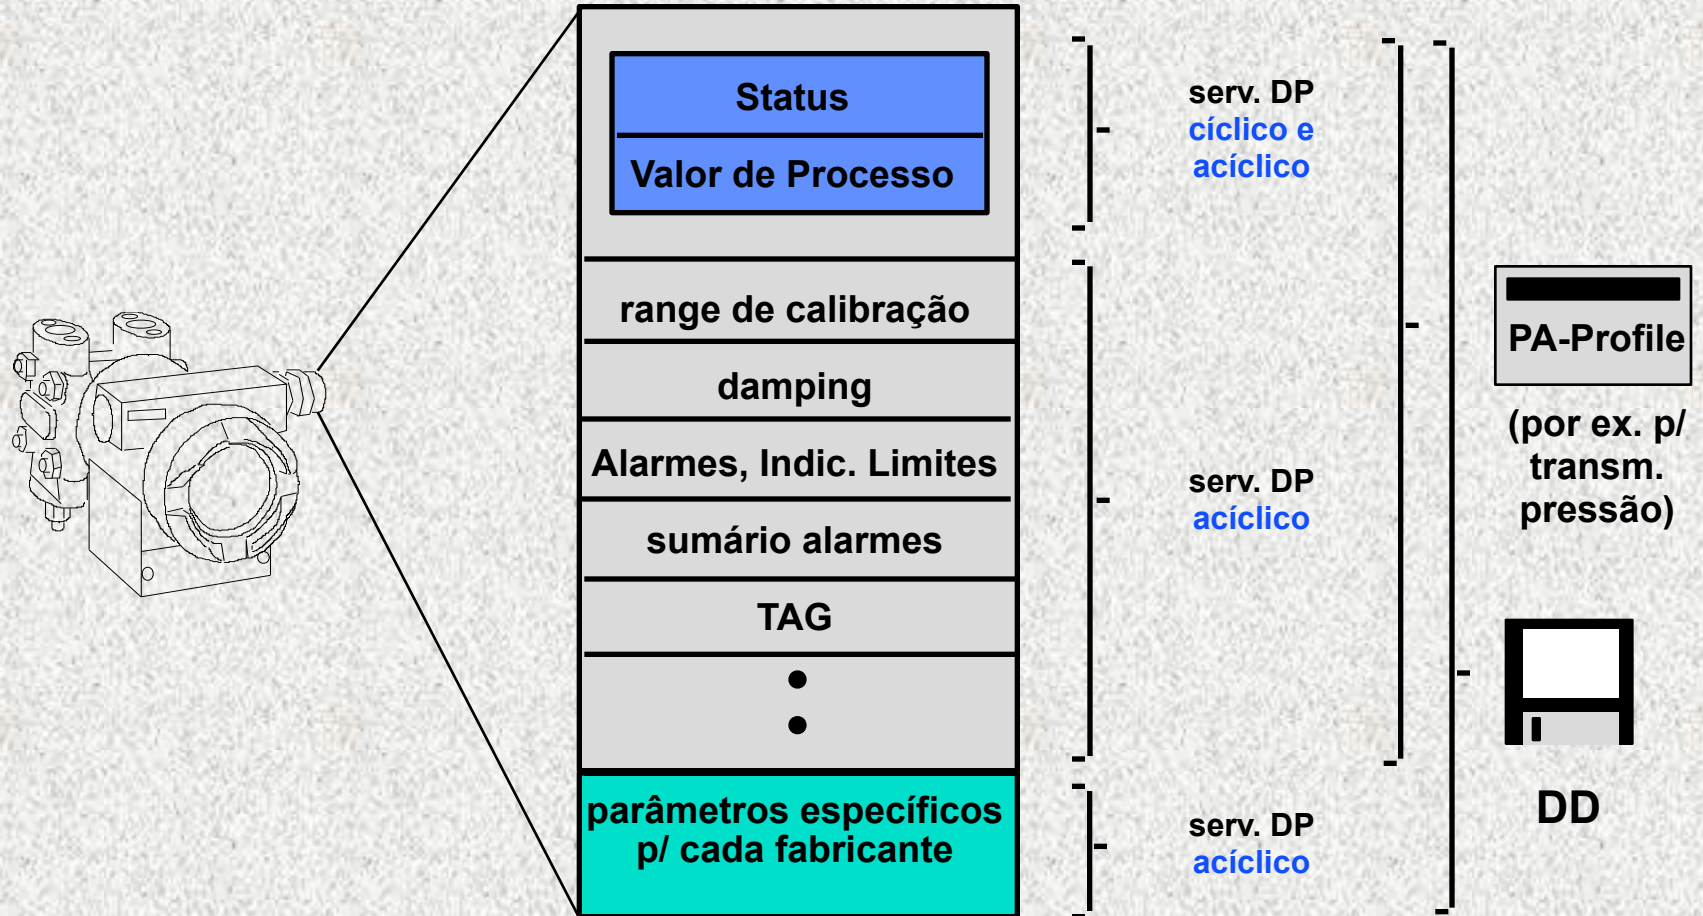 Status
Valor de Processo
range de calibração
damping
Alarmes, Indic. Limites
sumário alarmes
TAG
parâmetros específicos
p/ cada fabricante
serv. DP
cíclico e
acíclico
serv. DP
acíclico
serv. DP
acíclico
PA-Profile
(por ex. p/
transm.
pressão)
DD